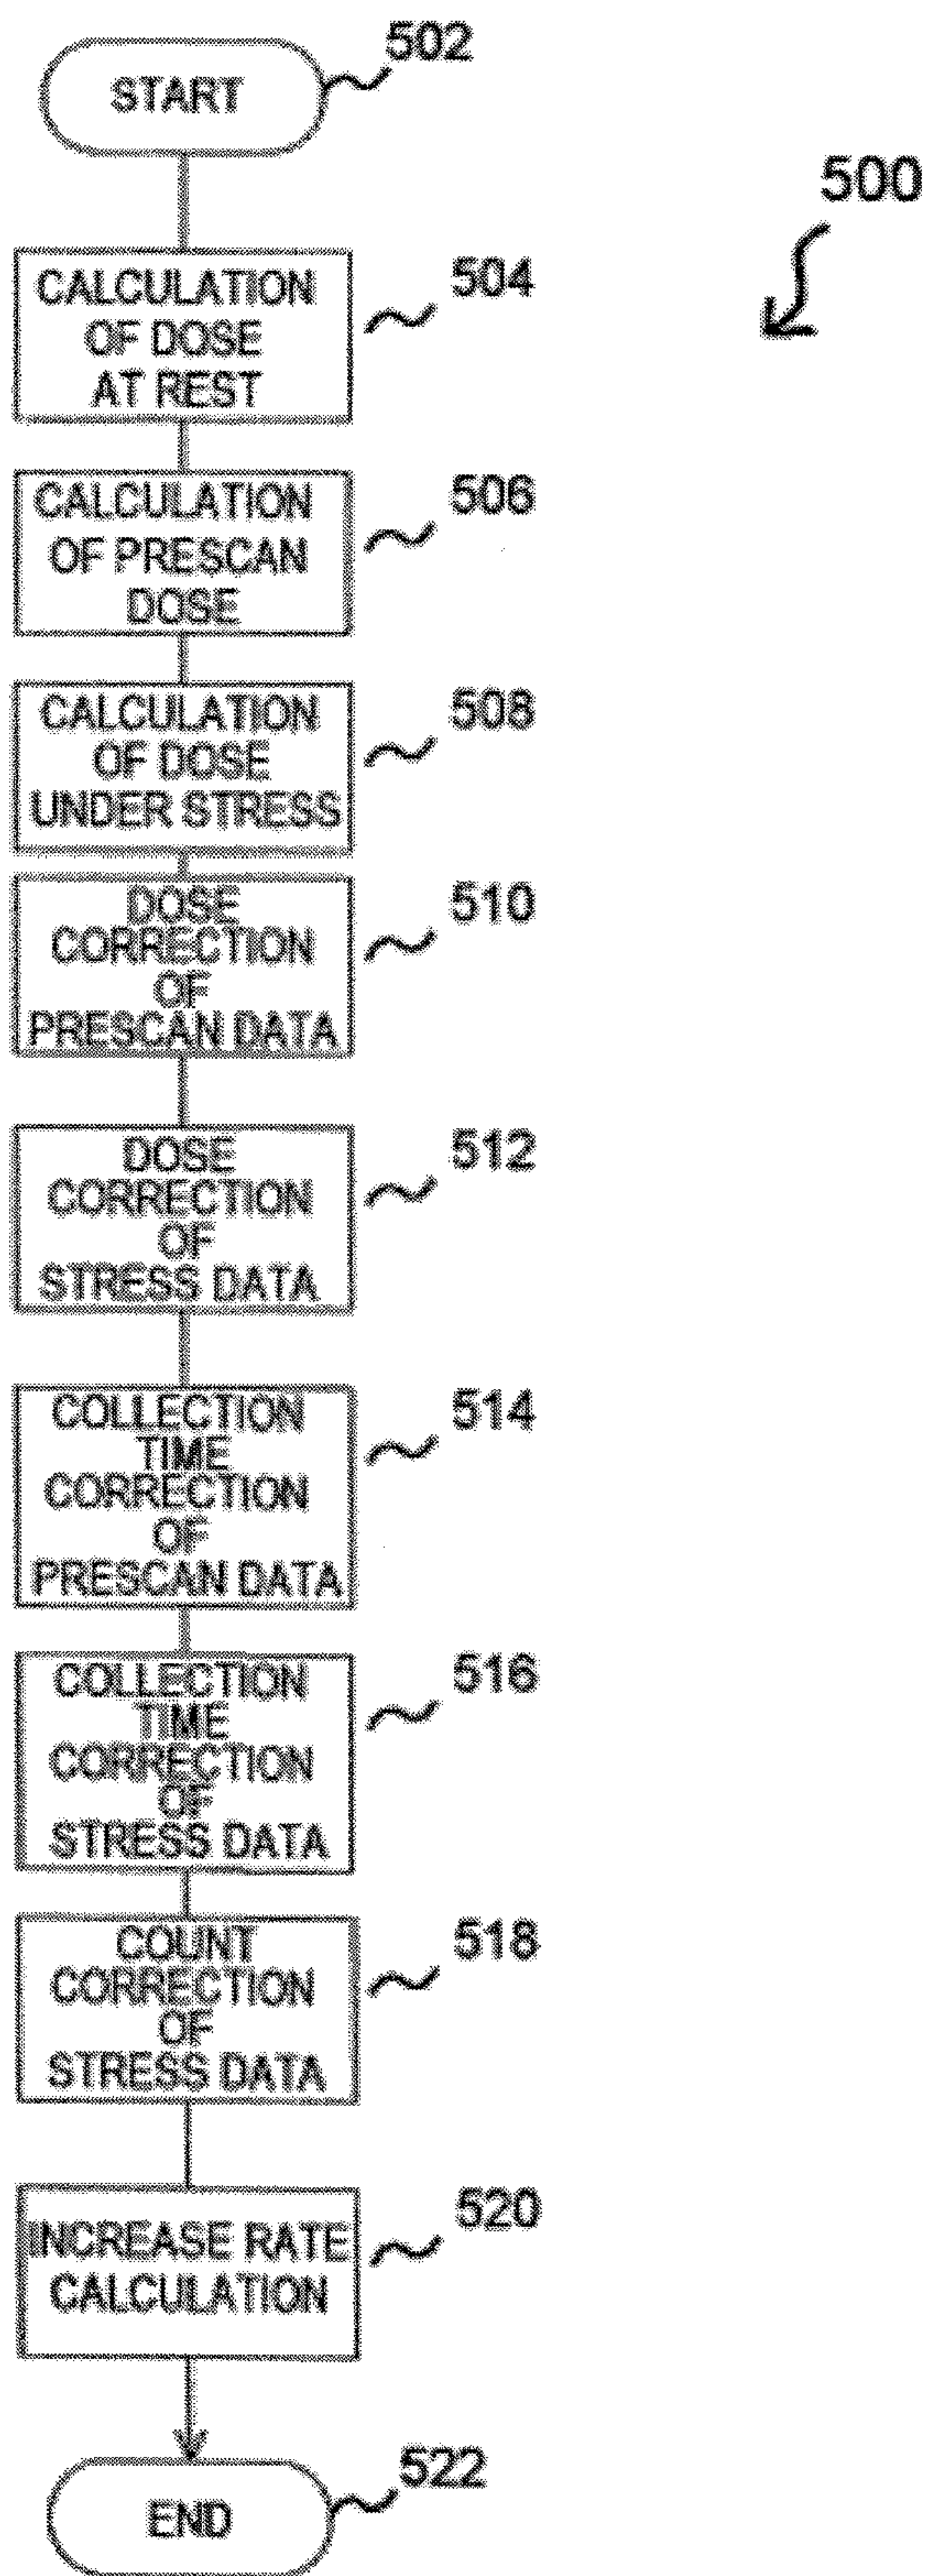 START
502
500
CALCULATION
OF DOSE
AT REST
504
CALCULATION
OF PRESCAN
DOSE
506
CALCULATION
OF DOSE
UNDER STRESS
508
DOSE
CORRECTION
OF
PRESCAN DATA
510
DOSE
CORRECTION
OF
STRESS DATA
512
COLLECTION
TIME
CORRECTION
OF
PRESCAN DATA
514
COLLECTION
TIME
CORRECTION
OF
STRESS DATA
516
COUNT
CORRECTION
OF
STRESS DATA
518
INCREASE RATE
CALCULATION
520
END
522